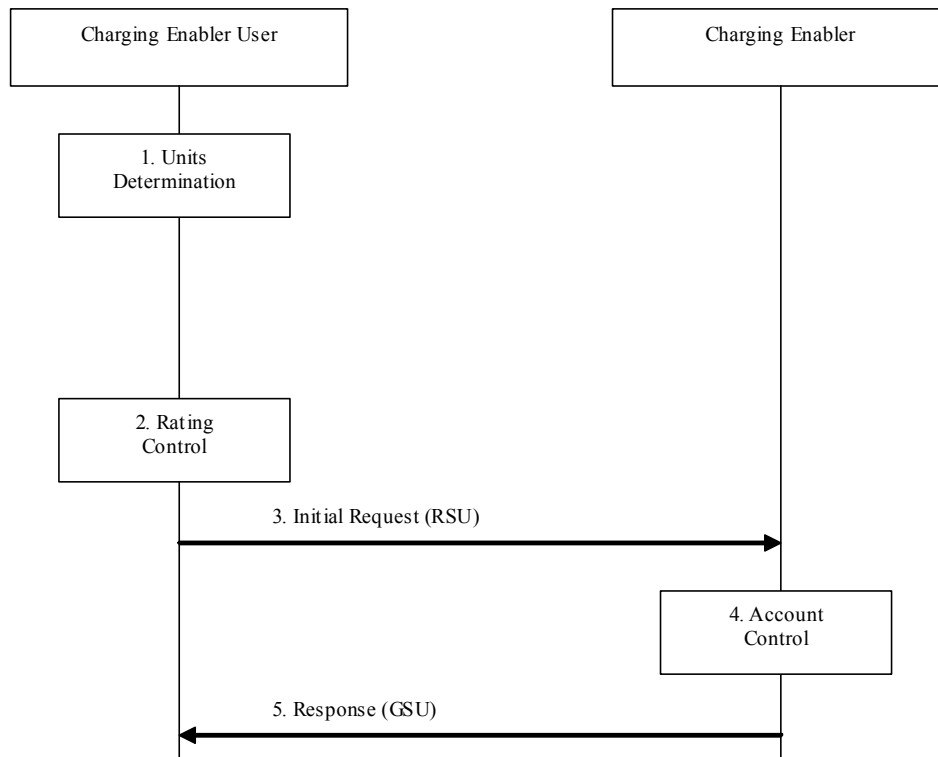 Charging Enabler User
Charging Enabler
1. Units
Determination
2. Rating
Control
3. Initial Request (RSU)
4. Account
Control
5. Response (GSU)